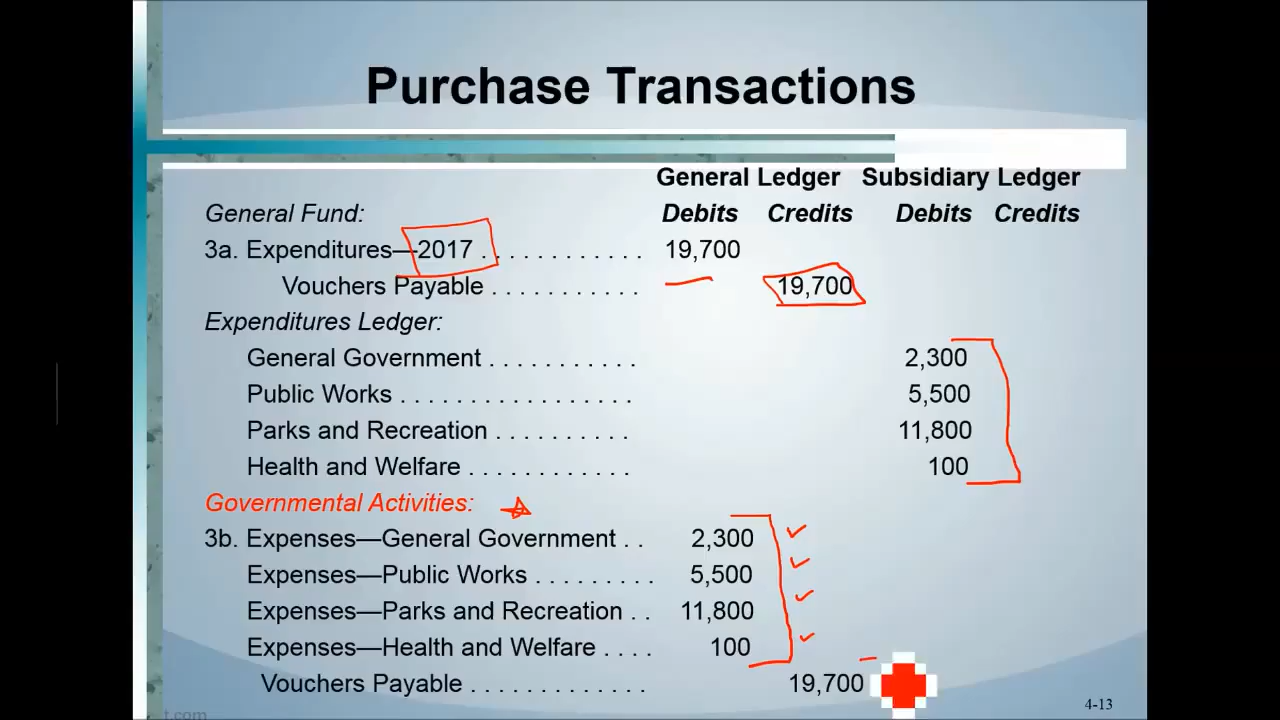 Purchase Transactions
General Ledger Subsidiary Ledger
General Fund: Debits Credits Debits Credits
3a. Expenditures—2017 . . . . . . . . . . . . 19,700
Vouchers Payable . . . . . . . . . . . 19,700
Expenditures Ledger:
General Government . . . . . . . . . . . 2,300
Public Works . . . . . . . . . . . . . . . . . 5,500
Parks and Recreation . . . . . . . . . . 11,800
Health and Welfare . . . . . . . . . . . . 100
Governmental Activities:
3b. Expenses—General Government . . 2,300
Expenses—Public Works . . . . . . . . . 5,500
Expenses—Parks and Recreation . . 11,800
Expenses—Health and Welfare . . . . 100
Vouchers Payable . . . . . . . . . . . . . 19,700
4-13
t.com